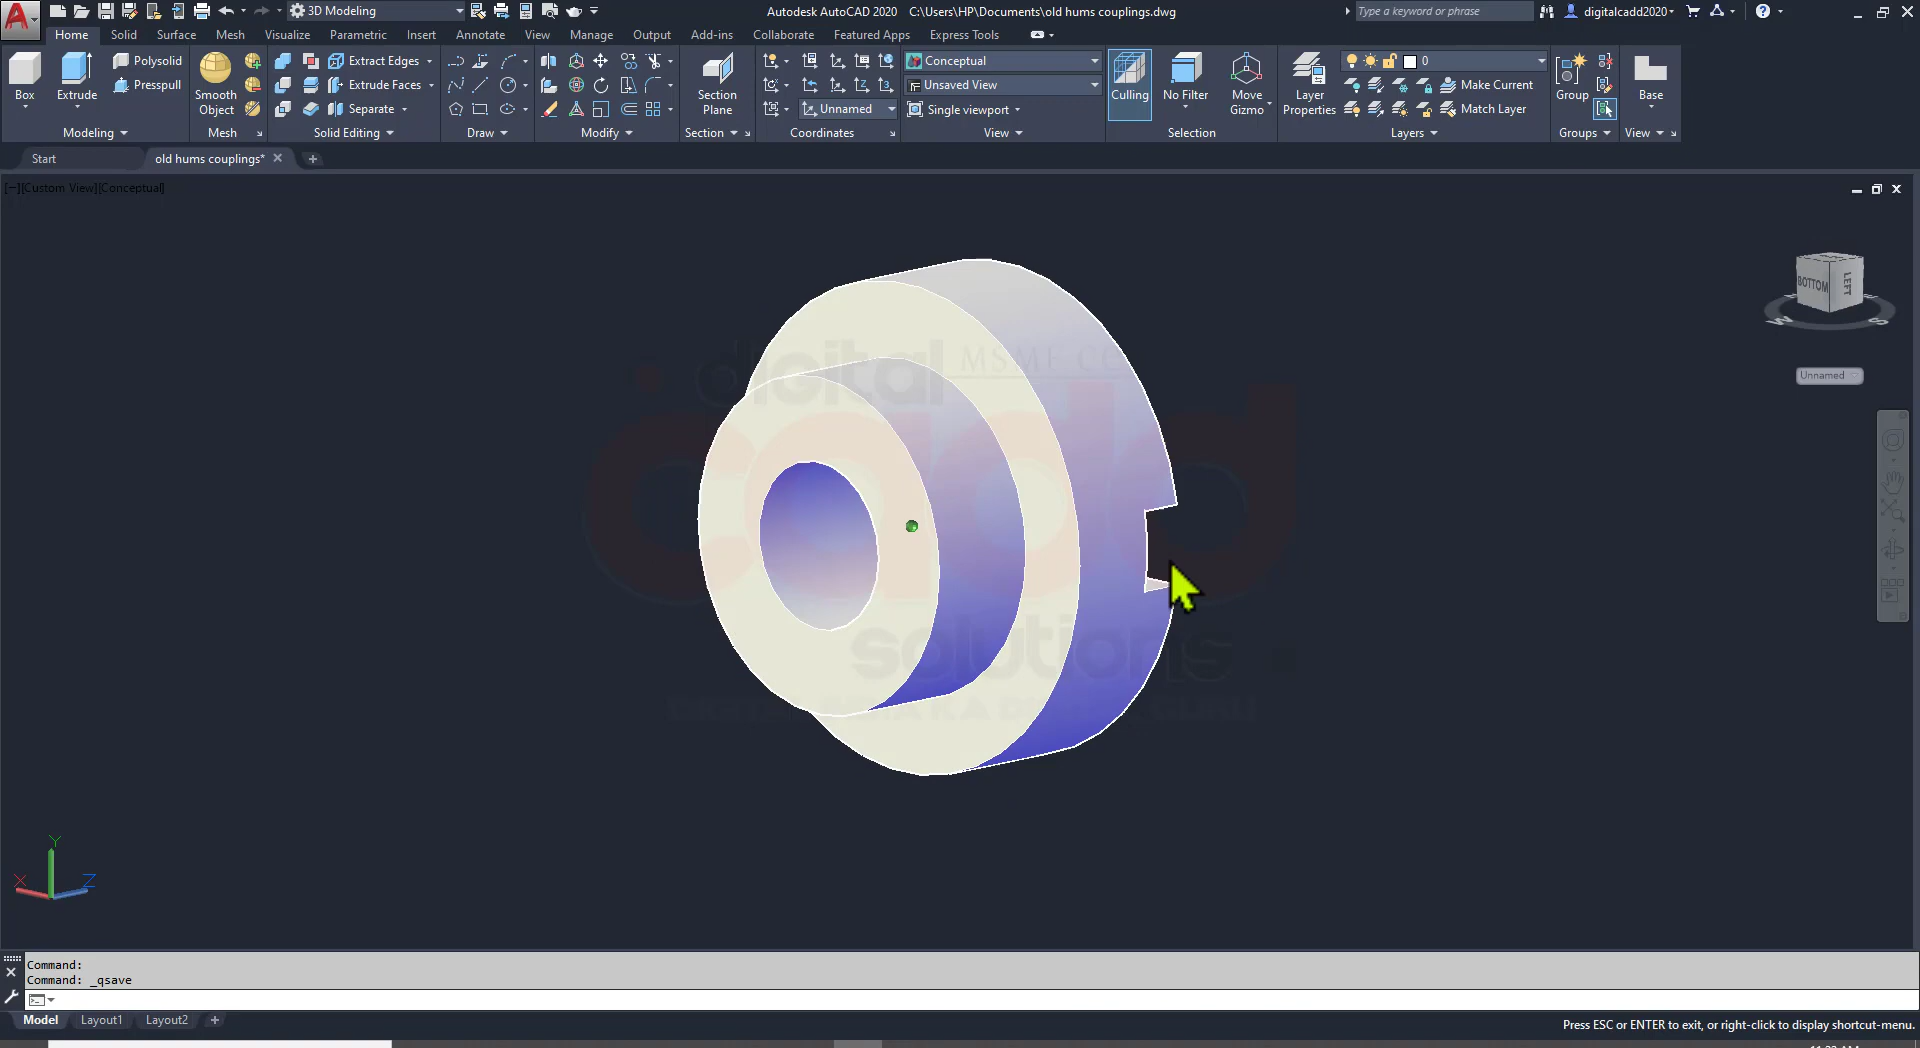 3D Modeling
Autodesk AutoCAD 2020 C:\Users\HP\Documents\old hums couplings.dwg
Type a keyword or phrase
digitalcadd2020
Home Solid Surface Mesh Visualize Parametric Insert Annotate View Manage Output Add-ins Collaborate Featured Apps Express Tools
Box
Extrude
Polysolid
Presspull
Modeling
Smooth Object
Mesh
Extract Edges
Extrude Faces
Separate
Solid Editing
Draw
Modify
Section Plane
Section
Unnamed
Coordinates
Conceptual
Unsaved View
Single viewport
View
Culling
No Filter
Move Gizmo
Selection
Layer Properties
0
Make Current
Match Layer
Layers
Group
Groups
Base
View
Start
old hums couplings*
[−][Custom View][Conceptual]
BOTTOM
LEFT
W
S
Unnamed
digital
MSME
cadd
solutions
Y
X
Z
Command:
Command: _qsave
Model Layout1 Layout2
Press ESC or ENTER to exit, or right-click to display shortcut-menu.